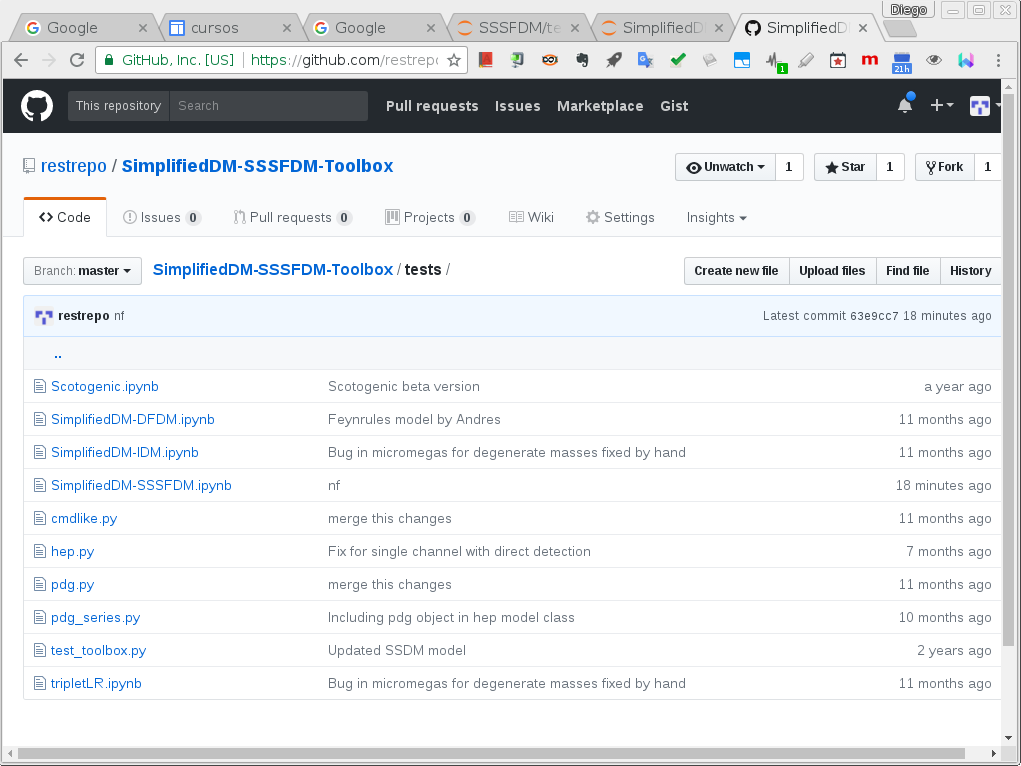 Diego
Google
cursos
Google
SSSFDM/te
SimplifiedD
SimplifiedD
GitHub, Inc. [US] https://github.com/restrepo
1
21h
m
This repository Search Pull requests Issues Marketplace Gist
restrepo / SimplifiedDM-SSSFDM-Toolbox
Unwatch 1 Star 1 Fork 1
Code Issues 0 Pull requests 0 Projects 0 Wiki Settings Insights
Branch: master SimplifiedDM-SSSFDM-Toolbox / tests / Create new file Upload files Find file History
restrepo nf Latest commit 63e9cc7 18 minutes ago
..
Scotogenic.ipynb Scotogenic beta version a year ago
SimplifiedDM-DFDM.ipynb Feynrules model by Andres 11 months ago
SimplifiedDM-IDM.ipynb Bug in micromegas for degenerate masses fixed by hand 11 months ago
SimplifiedDM-SSSFDM.ipynb nf 18 minutes ago
cmdlike.py merge this changes 11 months ago
hep.py Fix for single channel with direct detection 7 months ago
pdg.py merge this changes 11 months ago
pdg_series.py Including pdg object in hep model class 10 months ago
test_toolbox.py Updated SSDM model 2 years ago
tripletLR.ipynb Bug in micromegas for degenerate masses fixed by hand 11 months ago